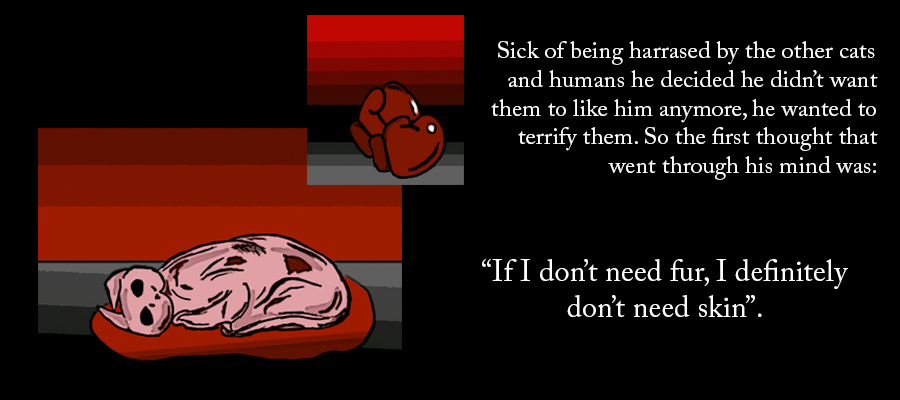 Sick of being harrased by the other cats
and humans he decided he didn’t want
them to like him anymore, he wanted to
terrify them. So the first thought that
went through his mind was:
“If I don’t need fur, I definitely
don’t need skin”.